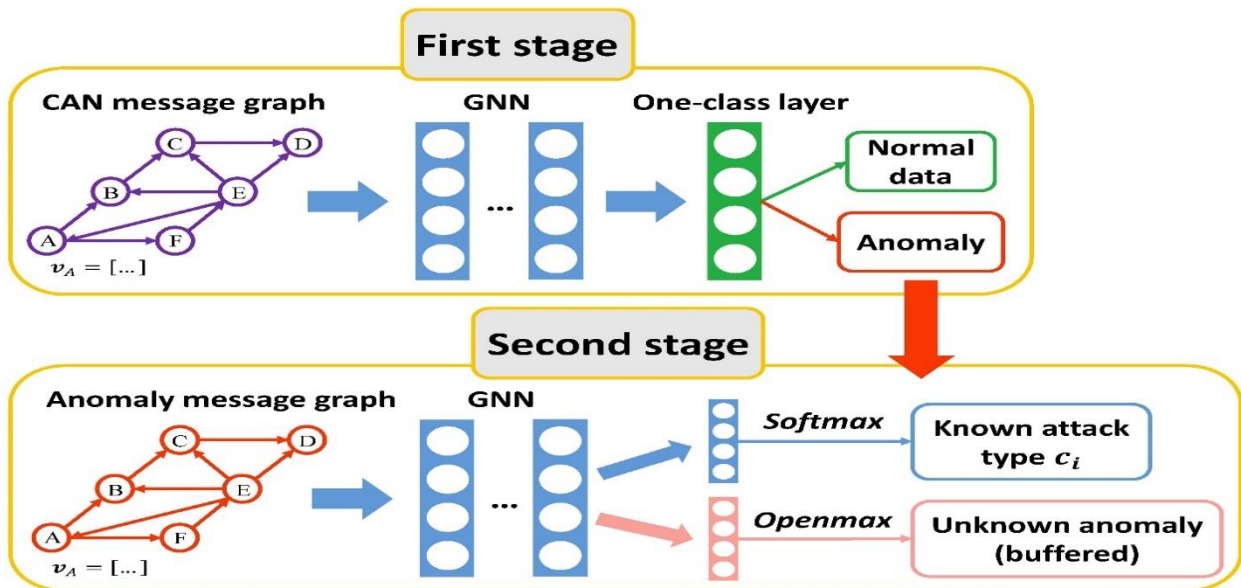 First stage
CAN message graph
GNN
One-class layer
C
D
B
E
A
F
v_A = [...]
...
Normal
data
Anomaly
Second stage
Anomaly message graph
GNN
C
D
B
E
A
F
v_A = [...]
...
Softmax
Known attack
type c_i
Openmax
Unknown anomaly
(buffered)